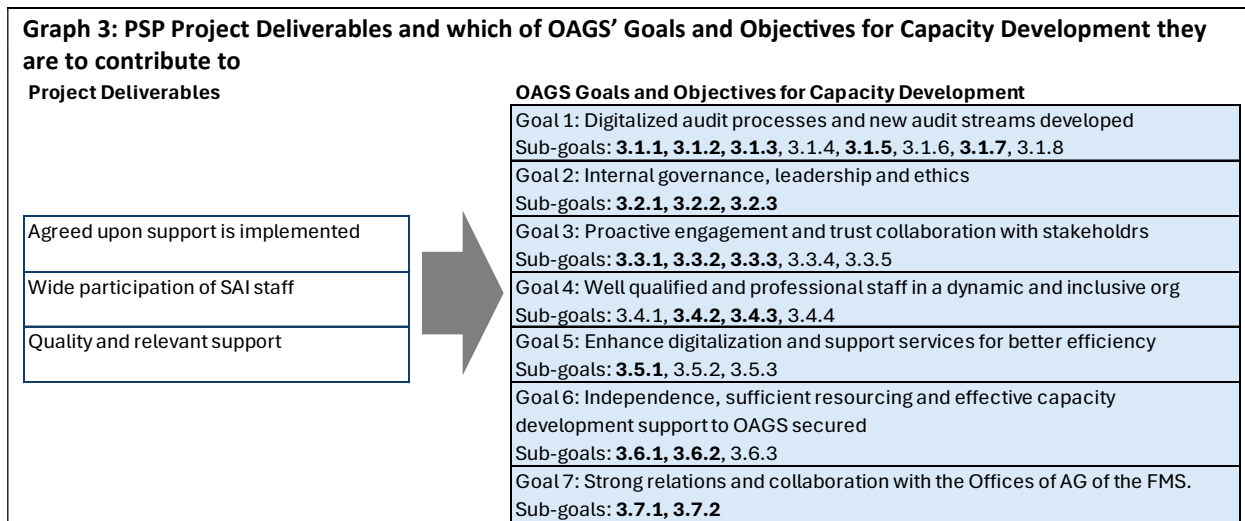 Graph 3: PSP Project Deliverables and which of OAGS’ Goals and Objectives for Capacity Development they
are to contribute to
Project Deliverables
Agreed upon support is implemented
Wide participation of SAI staff
Quality and relevant support
OAGS Goals and Objectives for Capacity Development
Goal 1: Digitalized audit processes and new audit streams developed
Sub-goals: 3.1.1, 3.1.2, 3.1.3, 3.1.4, 3.1.5, 3.1.6, 3.1.7, 3.1.8
Goal 2: Internal governance, leadership and ethics
Sub-goals: 3.2.1, 3.2.2, 3.2.3
Goal 3: Proactive engagement and trust collaboration with stakeholdrs
Sub-goals: 3.3.1, 3.3.2, 3.3.3, 3.3.4, 3.3.5
Goal 4: Well qualified and professional staff in a dynamic and inclusive org
Sub-goals: 3.4.1, 3.4.2, 3.4.3, 3.4.4
Goal 5: Enhance digitalization and support services for better efficiency
Sub-goals: 3.5.1, 3.5.2, 3.5.3
Goal 6: Independence, sufficient resourcing and effective capacity
development support to OAGS secured
Sub-goals: 3.6.1, 3.6.2, 3.6.3
Goal 7: Strong relations and collaboration with the Offices of AG of the FMS.
Sub-goals: 3.7.1, 3.7.2